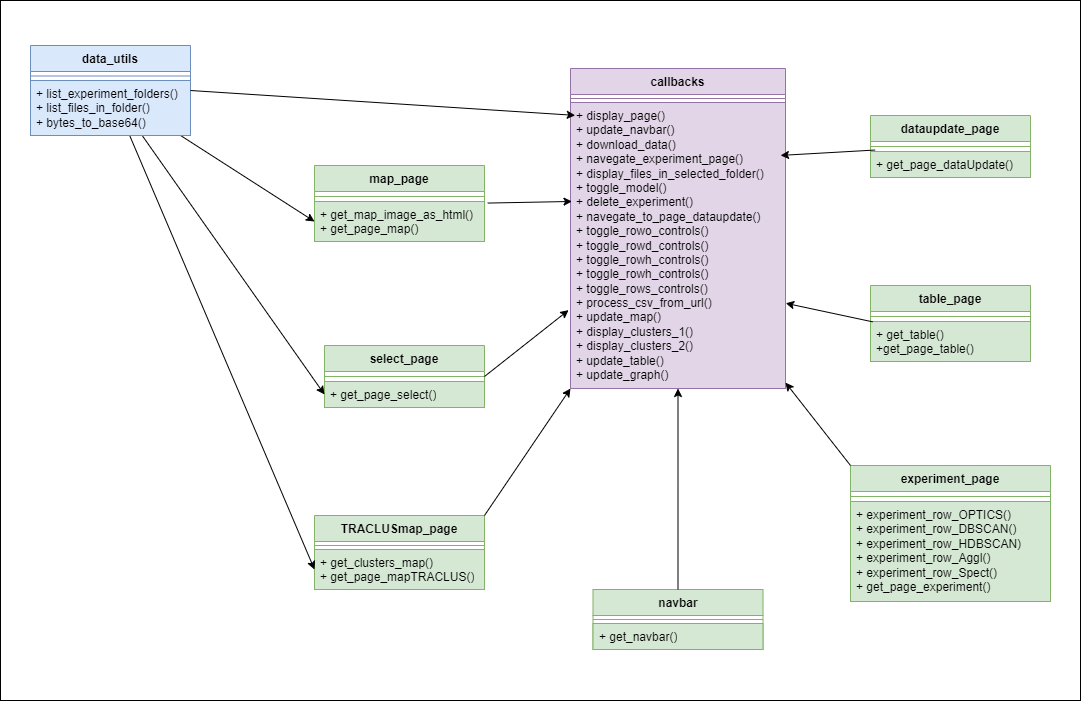 data_utils
+ list_experiment_folders()
+ list_files_in_folder()
+ bytes_to_base64()
map_page
+ get_map_image_as_html()
+ get_page_map()
select_page
+ get_page_select()
TRACLUSmap_page
+ get_clusters_map()
+ get_page_mapTRACLUS()
callbacks
+ display_page()
+ update_navbar()
+ download_data()
+ navegate_experiment_page()
+ display_files_in_selected_folder()
+ toggle_model()
+ delete_experiment()
+ navegate_to_page_dataupdate()
+ toggle_rowo_controls()
+ toggle_rowd_controls()
+ toggle_rowh_controls()
+ toggle_rowh_controls()
+ toggle_rows_controls()
+ process_csv_from_url()
+ update_map()
+ display_clusters_1()
+ display_clusters_2()
+ update_table()
+ update_graph()
navbar
+ get_navbar()
dataupdate_page
+ get_page_dataUpdate()
table_page
+ get_table()
+get_page_table()
experiment_page
+ experiment_row_OPTICS()
+ experiment_row_DBSCAN()
+ experiment_row_HDBSCAN)
+ experiment_row_Aggl()
+ experiment_row_Spect()
+ get_page_experiment()